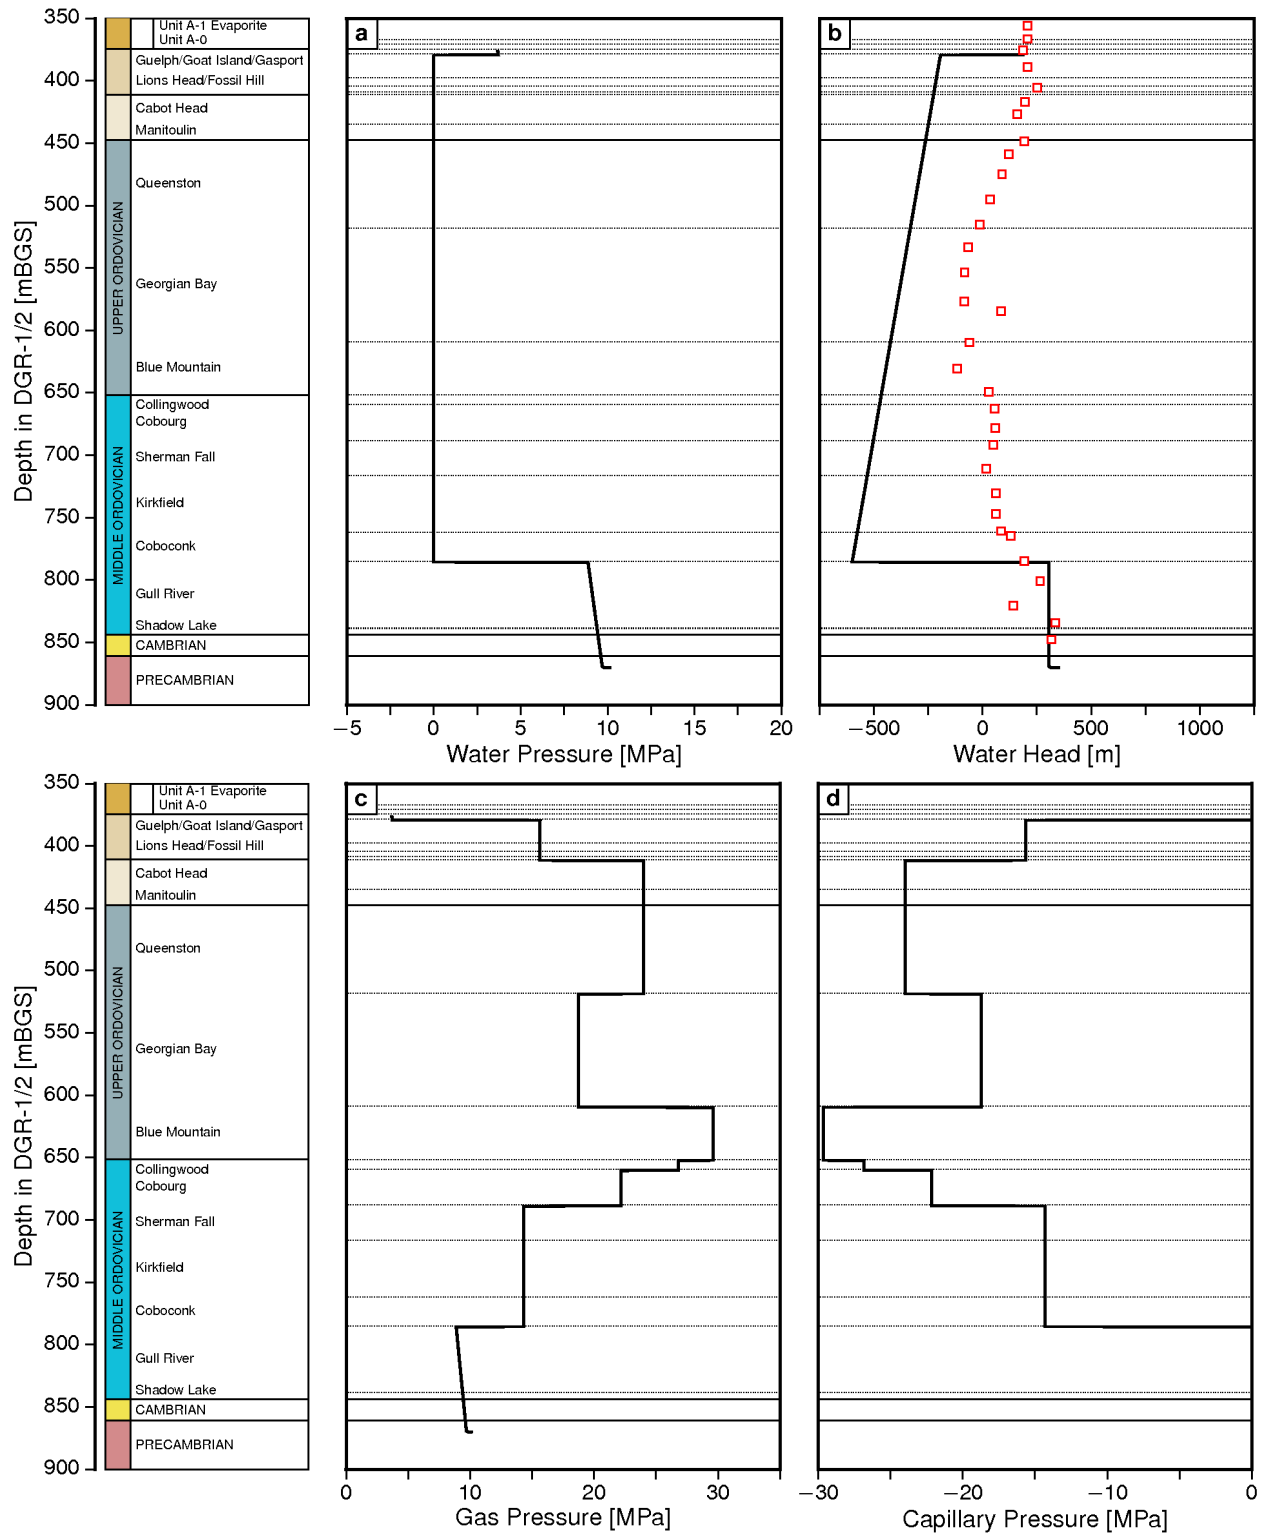 350
400
450
500
550
600
650
700
750
800
850
900
Depth in DGR-1/2 [mBGS]
Unit A-1 Evaporite
Unit A-0
Guelph/Goat Island/Gasport
Lions Head/Fossil Hill
Cabot Head
Manitoulin
UPPER ORDOVICIAN
Queenston
Georgian Bay
Blue Mountain
MIDDLE ORDOVICIAN
Collingwood
Cobourg
Sherman Fall
Kirkfield
Coboconk
Gull River
Shadow Lake
CAMBRIAN
PRECAMBRIAN
a
−5 0 5 10 15 20
Water Pressure [MPa]
b
−500 0 500 1000
Water Head [m]
350
400
450
500
550
600
650
700
750
800
850
900
Depth in DGR-1/2 [mBGS]
Unit A-1 Evaporite
Unit A-0
Guelph/Goat Island/Gasport
Lions Head/Fossil Hill
Cabot Head
Manitoulin
UPPER ORDOVICIAN
Queenston
Georgian Bay
Blue Mountain
MIDDLE ORDOVICIAN
Collingwood
Cobourg
Sherman Fall
Kirkfield
Coboconk
Gull River
Shadow Lake
CAMBRIAN
PRECAMBRIAN
c
0 10 20 30
Gas Pressure [MPa]
d
−30 −20 −10 0
Capillary Pressure [MPa]